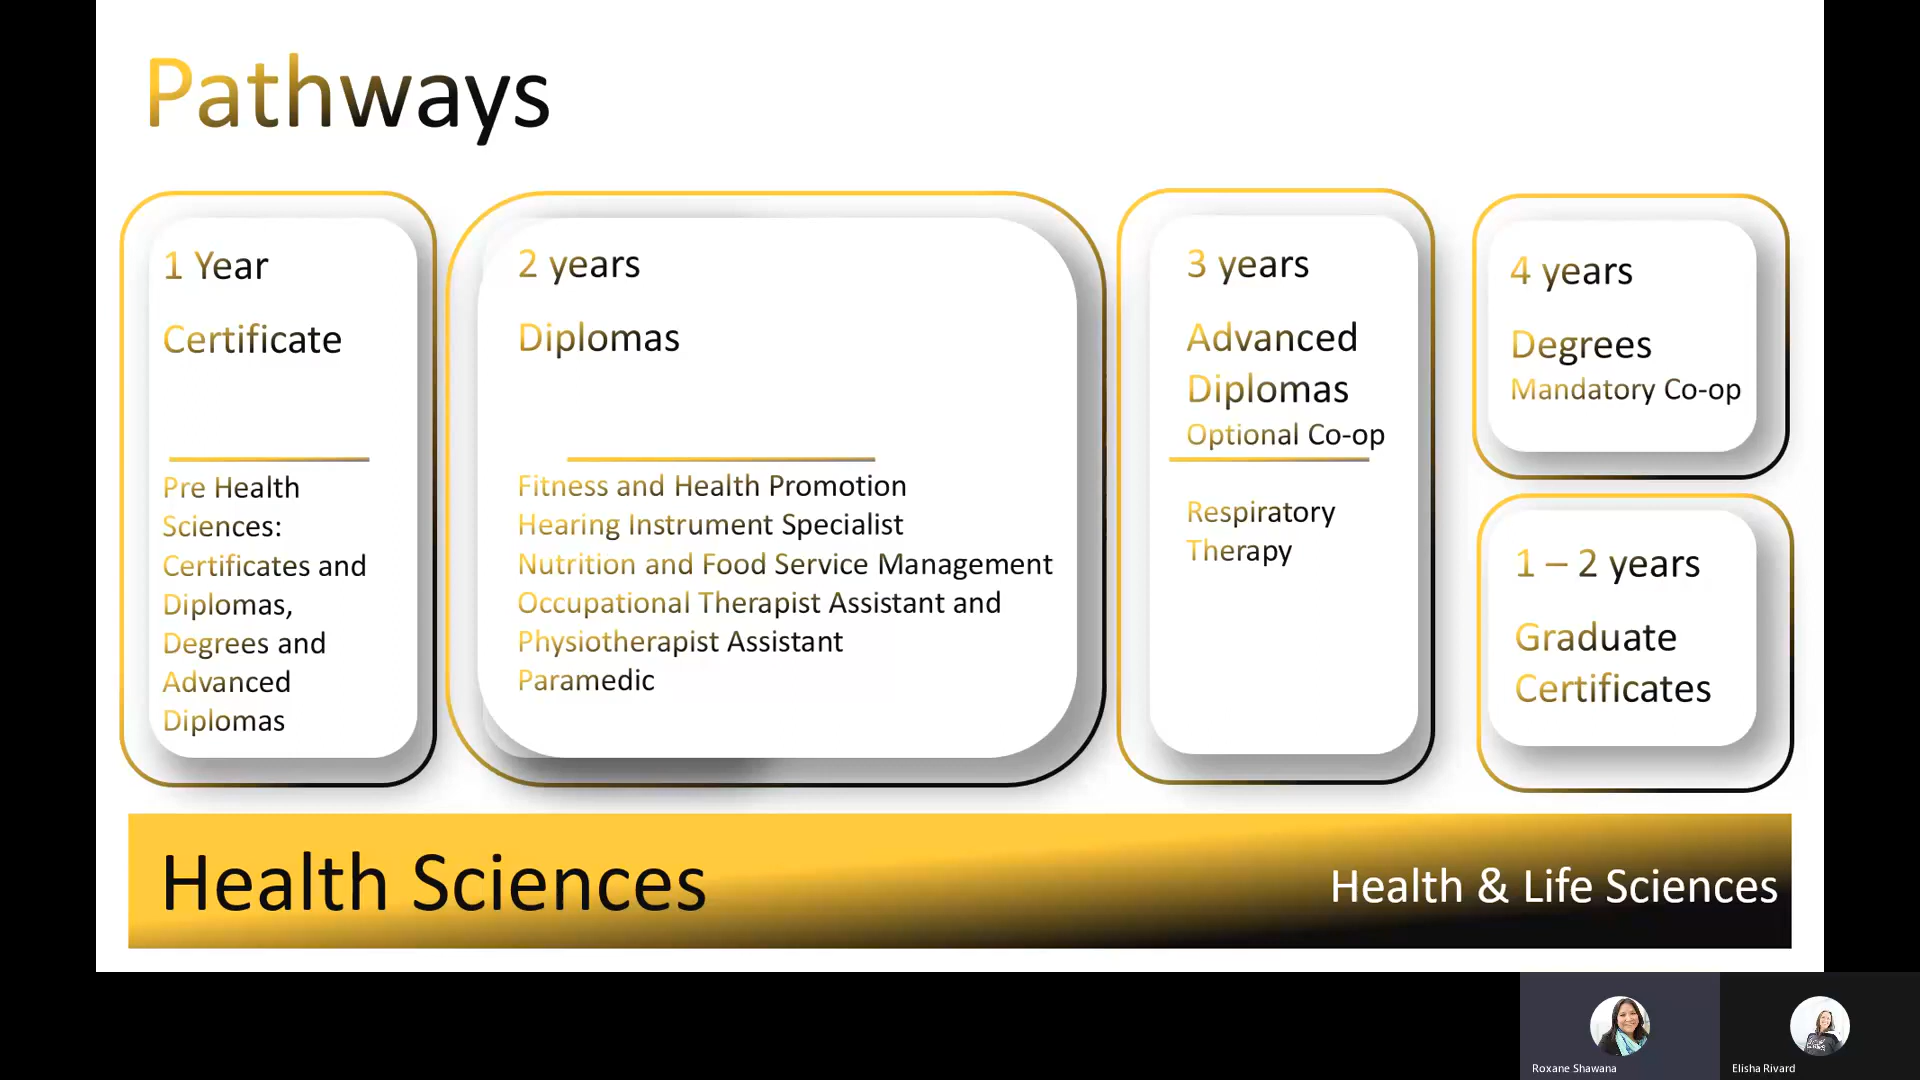 Pathways
1 Year
Certificate
Pre Health
Sciences:
Certificates and
Diplomas,
Degrees and
Advanced
Diplomas
2 years
Diplomas
Fitness and Health Promotion
Hearing Instrument Specialist
Nutrition and Food Service Management
Occupational Therapist Assistant and
Physiotherapist Assistant
Paramedic
3 years
Advanced
Diplomas
Optional Co-op
Respiratory
Therapy
4 years
Degrees
Mandatory Co-op
1 – 2 years
Graduate
Certificates
Health Sciences
Health & Life Sciences
Roxane Shawana
Elisha Rivard